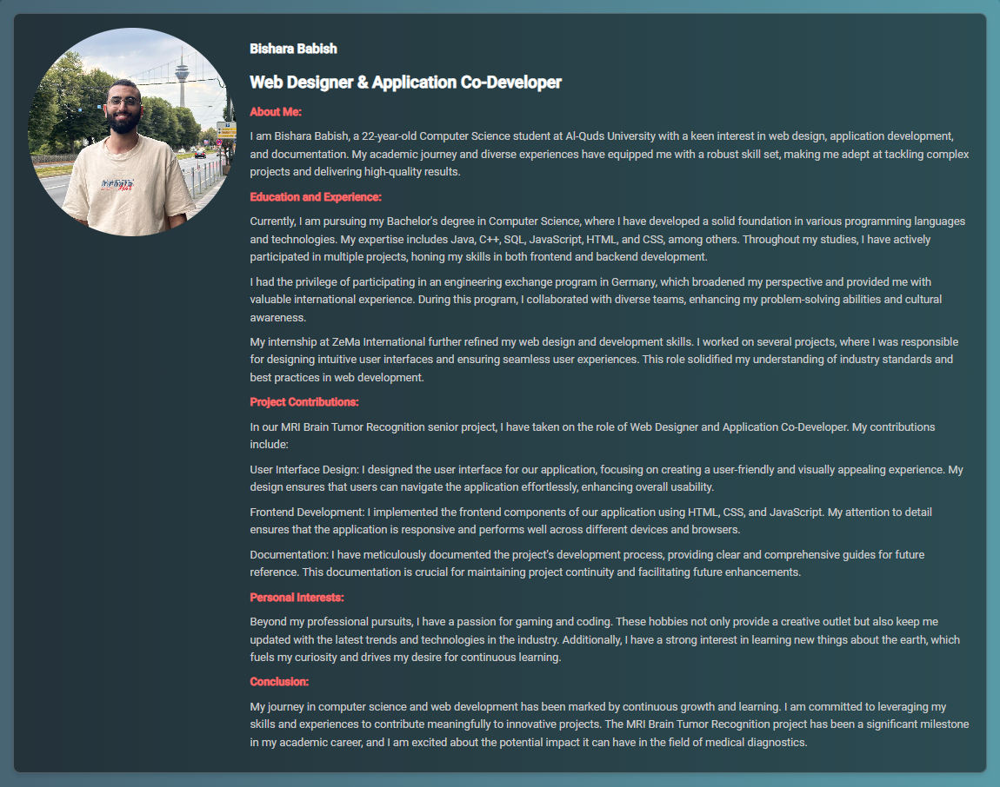 Bishara Babish
Web Designer & Application Co-Developer
About Me:
I am Bishara Babish, a 22-year-old Computer Science student at Al-Quds University with a keen interest in web design, application development,
and documentation. My academic journey and diverse experiences have equipped me with a robust skill set, making me adept at tackling complex
projects and delivering high-quality results.
Education and Experience:
Currently, I am pursuing my Bachelor's degree in Computer Science, where I have developed a solid foundation in various programming languages
and technologies. My expertise includes Java, C++, SQL, JavaScript, HTML, and CSS, among others. Throughout my studies, I have actively
participated in multiple projects, honing my skills in both frontend and backend development.
I had the privilege of participating in an engineering exchange program in Germany, which broadened my perspective and provided me with
valuable international experience. During this program, I collaborated with diverse teams, enhancing my problem-solving abilities and cultural
awareness.
My internship at ZeMa International further refined my web design and development skills. I worked on several projects, where I was responsible
for designing intuitive user interfaces and ensuring seamless user experiences. This role solidified my understanding of industry standards and
best practices in web development.
Project Contributions:
In our MRI Brain Tumor Recognition senior project, I have taken on the role of Web Designer and Application Co-Developer. My contributions
include:
User Interface Design: I designed the user interface for our application, focusing on creating a user-friendly and visually appealing experience. My
design ensures that users can navigate the application effortlessly, enhancing overall usability.
Frontend Development: I implemented the frontend components of our application using HTML, CSS, and JavaScript. My attention to detail
ensures that the application is responsive and performs well across different devices and browsers.
Documentation: I have meticulously documented the project's development process, providing clear and comprehensive guides for future
reference. This documentation is crucial for maintaining project continuity and facilitating future enhancements.
Personal Interests:
Beyond my professional pursuits, I have a passion for gaming and coding. These hobbies not only provide a creative outlet but also keep me
updated with the latest trends and technologies in the industry. Additionally, I have a strong interest in learning new things about the earth, which
fuels my curiosity and drives my desire for continuous learning.
Conclusion:
My journey in computer science and web development has been marked by continuous growth and learning. I am committed to leveraging my
skills and experiences to contribute meaningfully to innovative projects. The MRI Brain Tumor Recognition project has been a significant milestone
in my academic career, and I am excited about the potential impact it can have in the field of medical diagnostics.